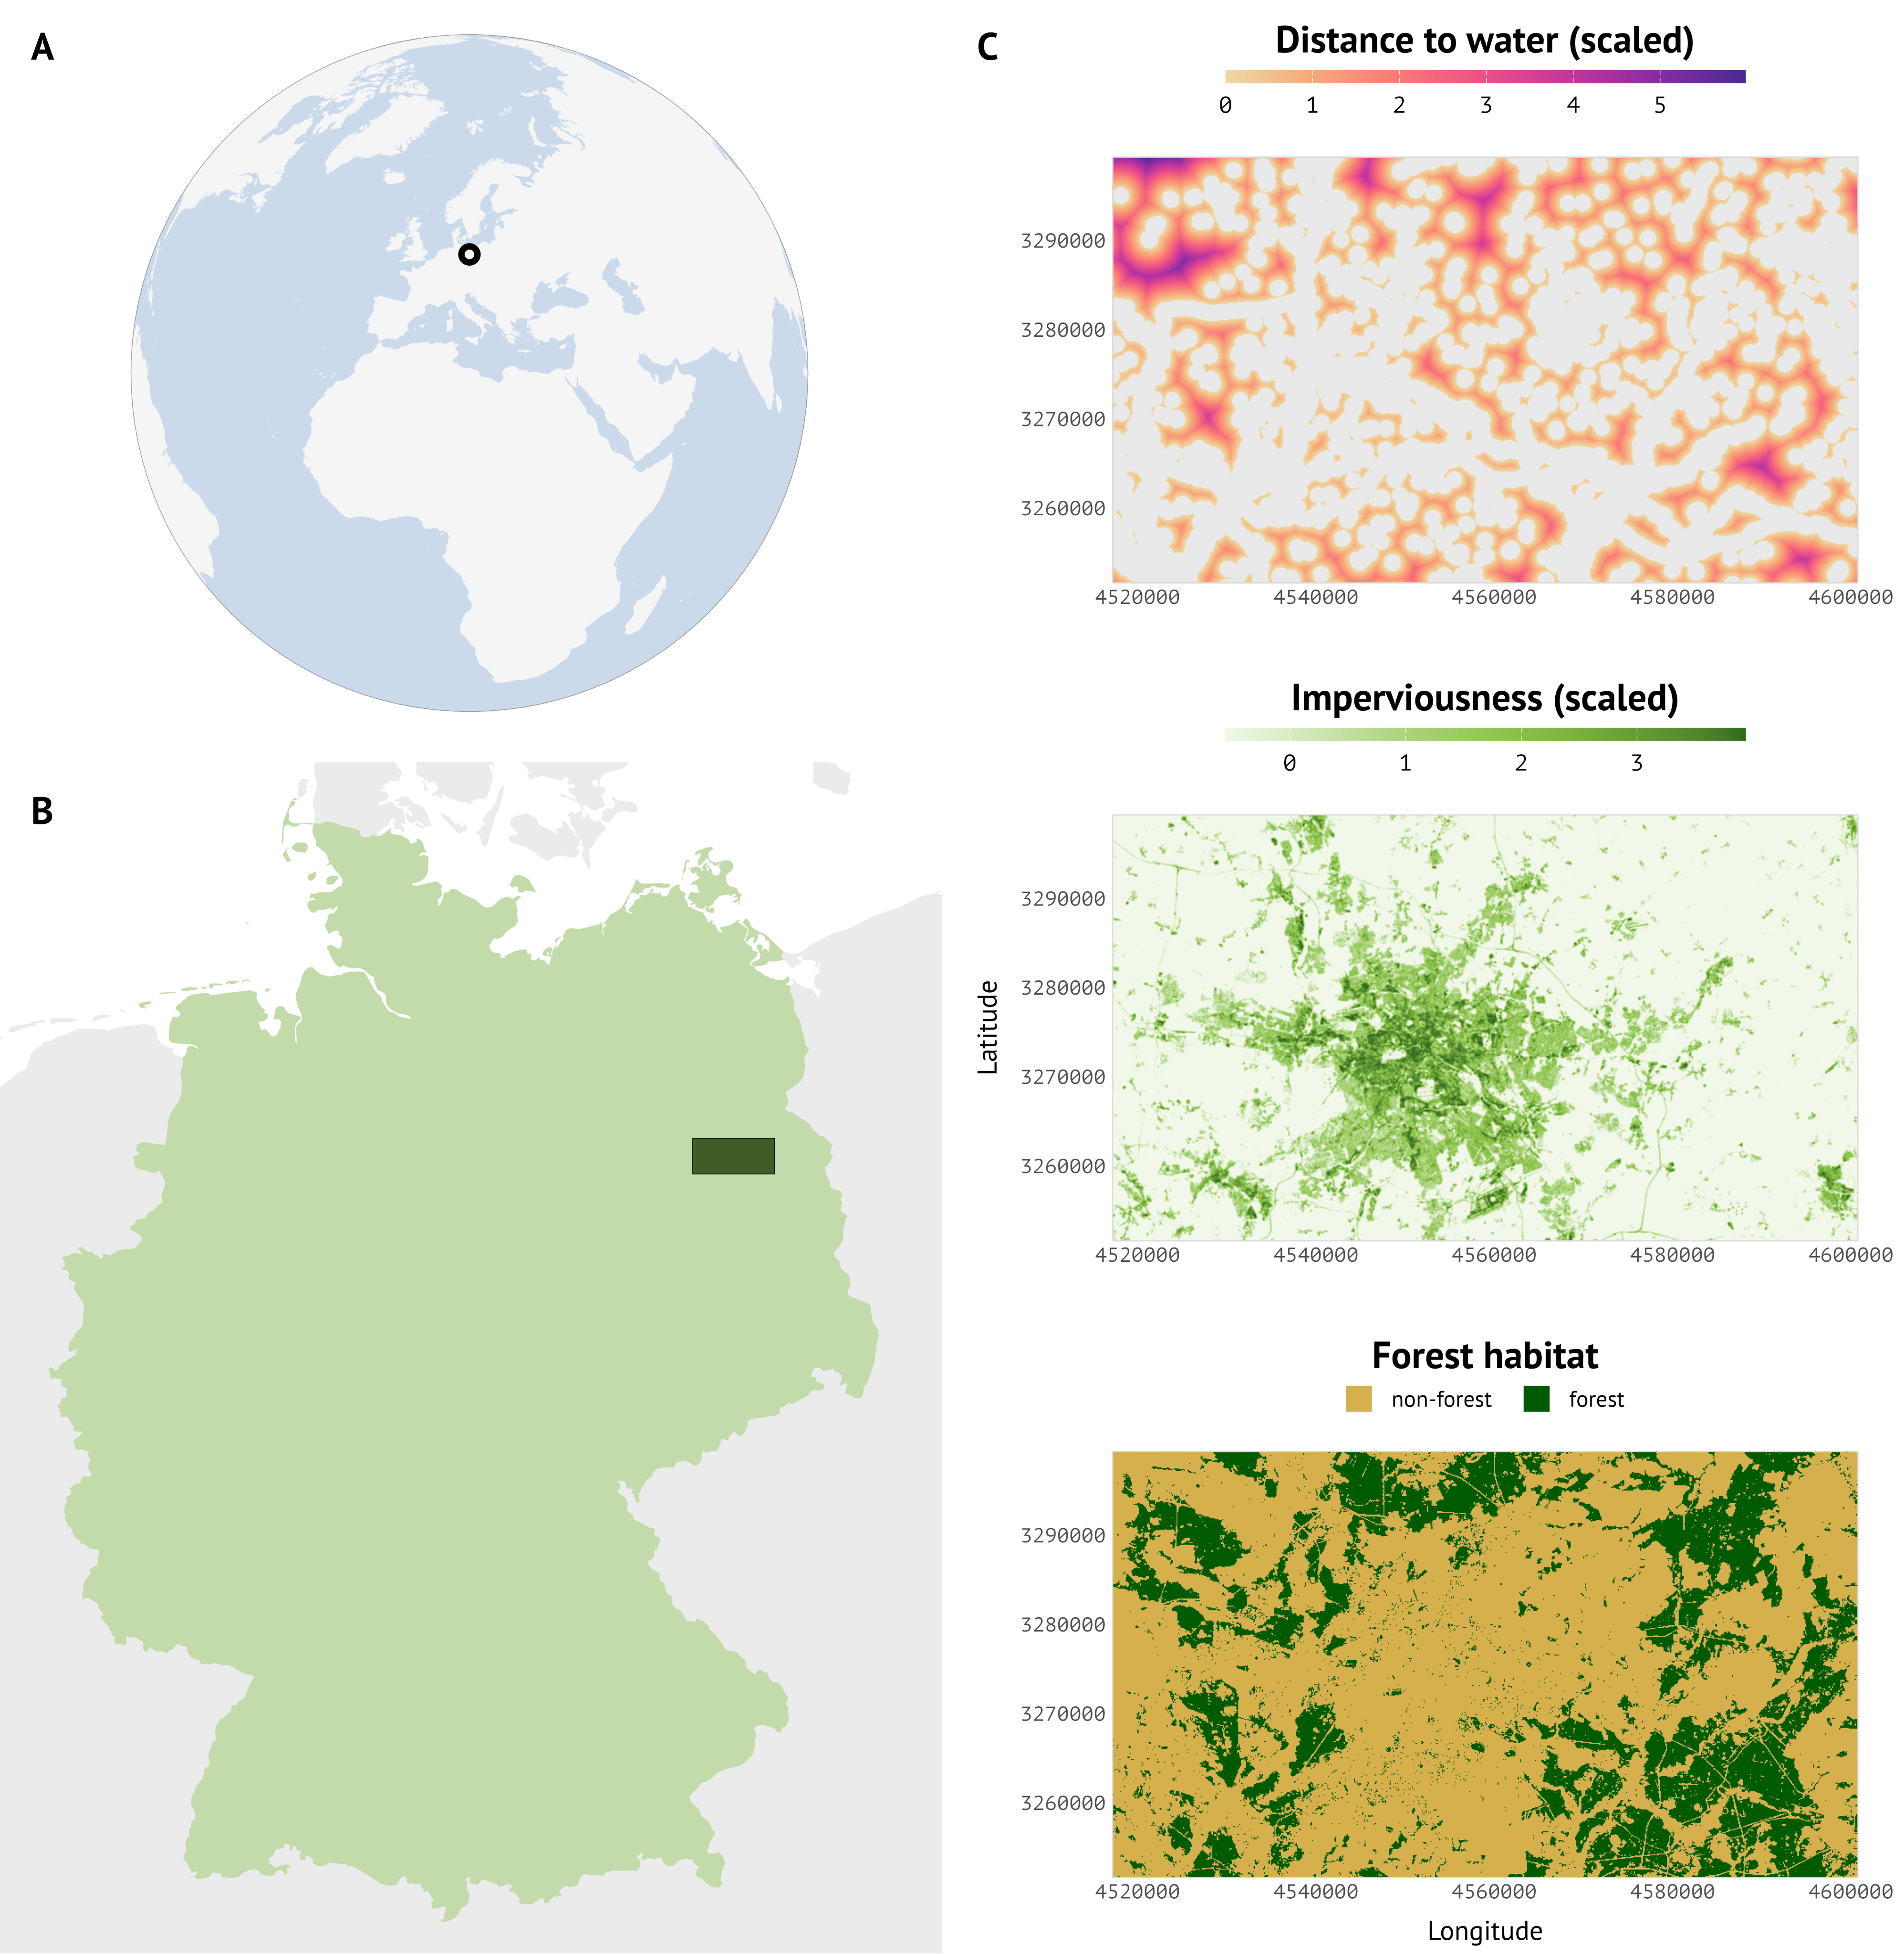 A
B
C
Distance to water (scaled)
0 1 2 3 4 5
3290000
3280000
3270000
3260000
4520000 4540000 4560000 4580000 4600000
Imperviousness (scaled)
0 1 2 3
Latitude
3290000
3280000
3270000
3260000
4520000 4540000 4560000 4580000 4600000
Forest habitat
non-forest forest
3290000
3280000
3270000
3260000
4520000 4540000 4560000 4580000 4600000
Longitude